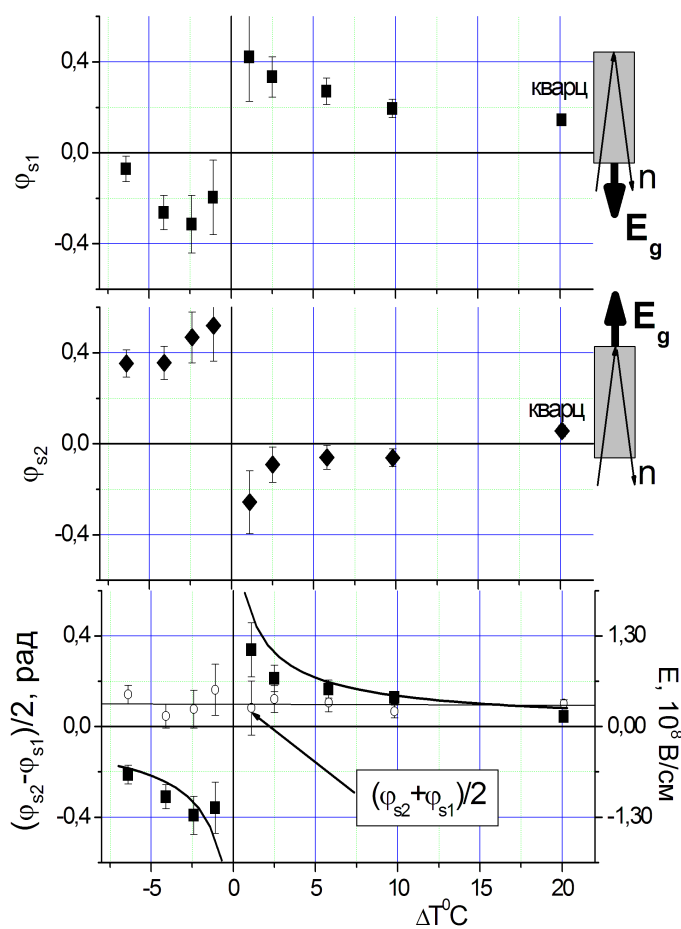 0,4
0,0
-0,4
φs1
кварц
n
Eg
0,4
0,0
-0,4
φs2
кварц
Eg
n
0,4
0,0
-0,4
(φs2-φs1)/2, рад
1,30
0,00
-1,30
E, 10⁸ В/см
(φs2+φs1)/2
-5 0 5 10 15 20
ΔT⁰C